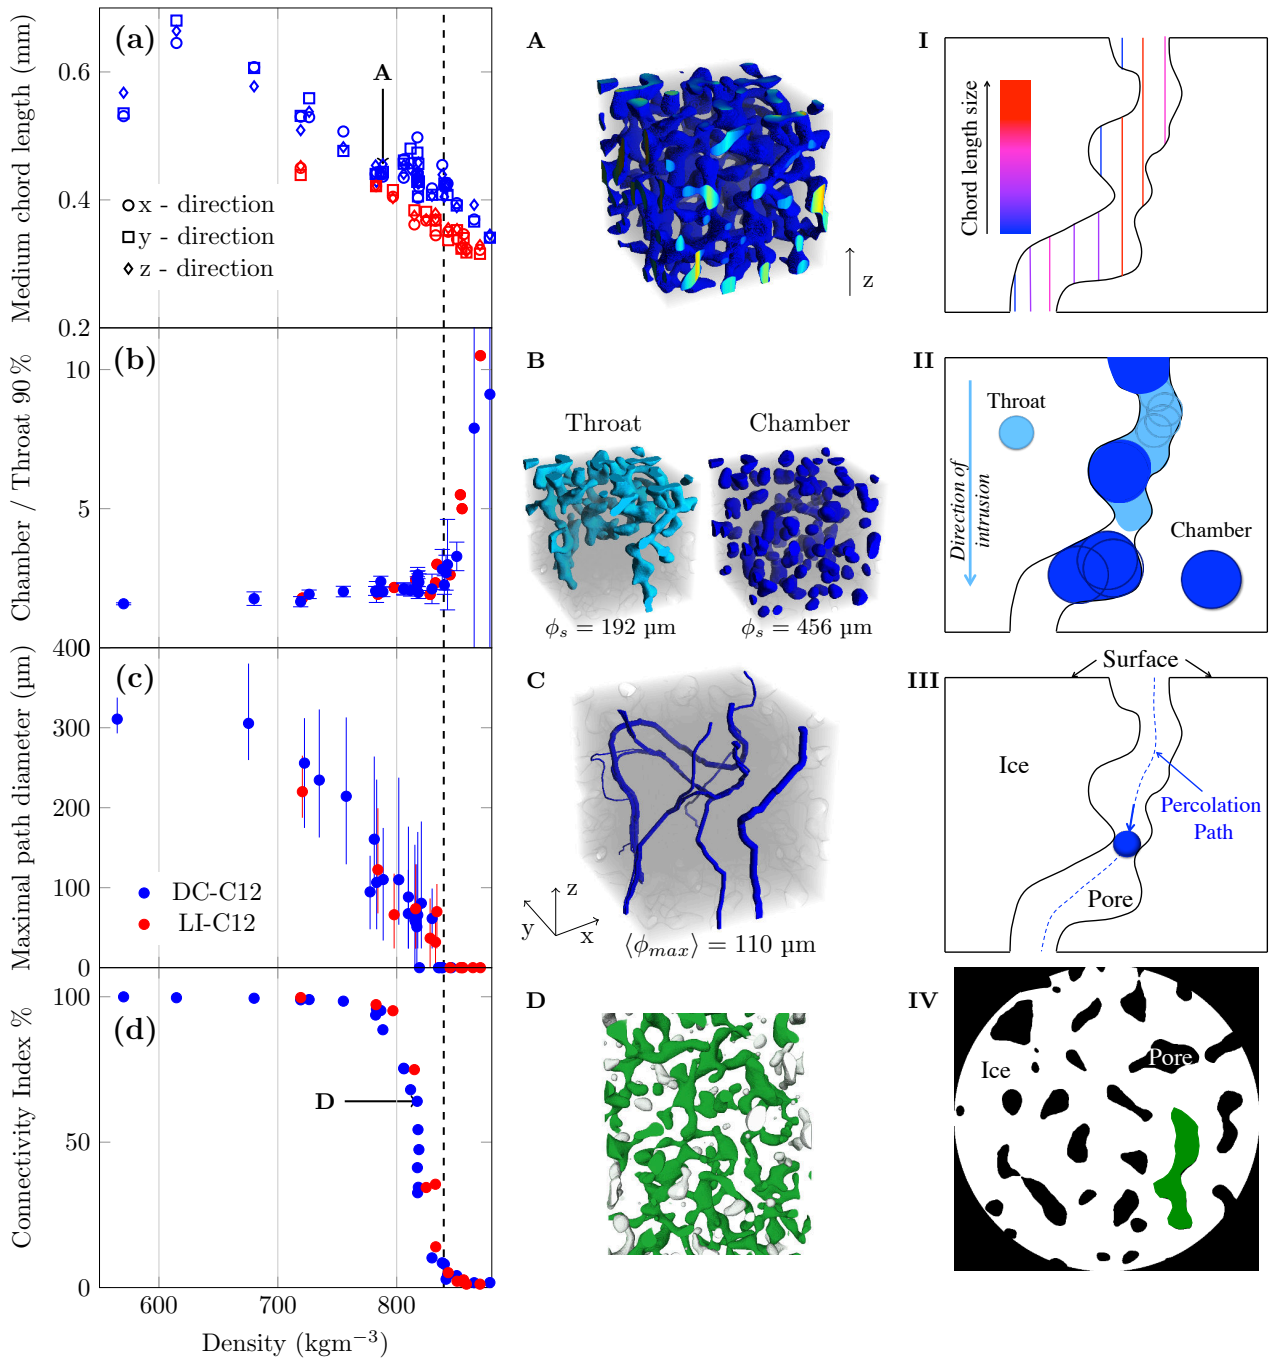 (a)
Medium chord length (mm)
0.6
0.4
0.2
A
x - direction
y - direction
z - direction
(b)
Chamber / Throat 90 %
10
5
0
(c)
Maximal path diameter (µm)
400
300
200
100
0
DC-C12
LI-C12
(d)
Connectivity Index %
100
50
0
D
600
700
800
Density (kgm−3)
A
z
B
Throat
Chamber
ϕs = 192 µm
ϕs = 456 µm
C
z
y
x
⟨ϕmax⟩ = 110 µm
D
I
Chord length size
II
Throat
Direction of
intrusion
Chamber
III
Surface
Ice
Percolation
Path
Pore
IV
Pore
Ice